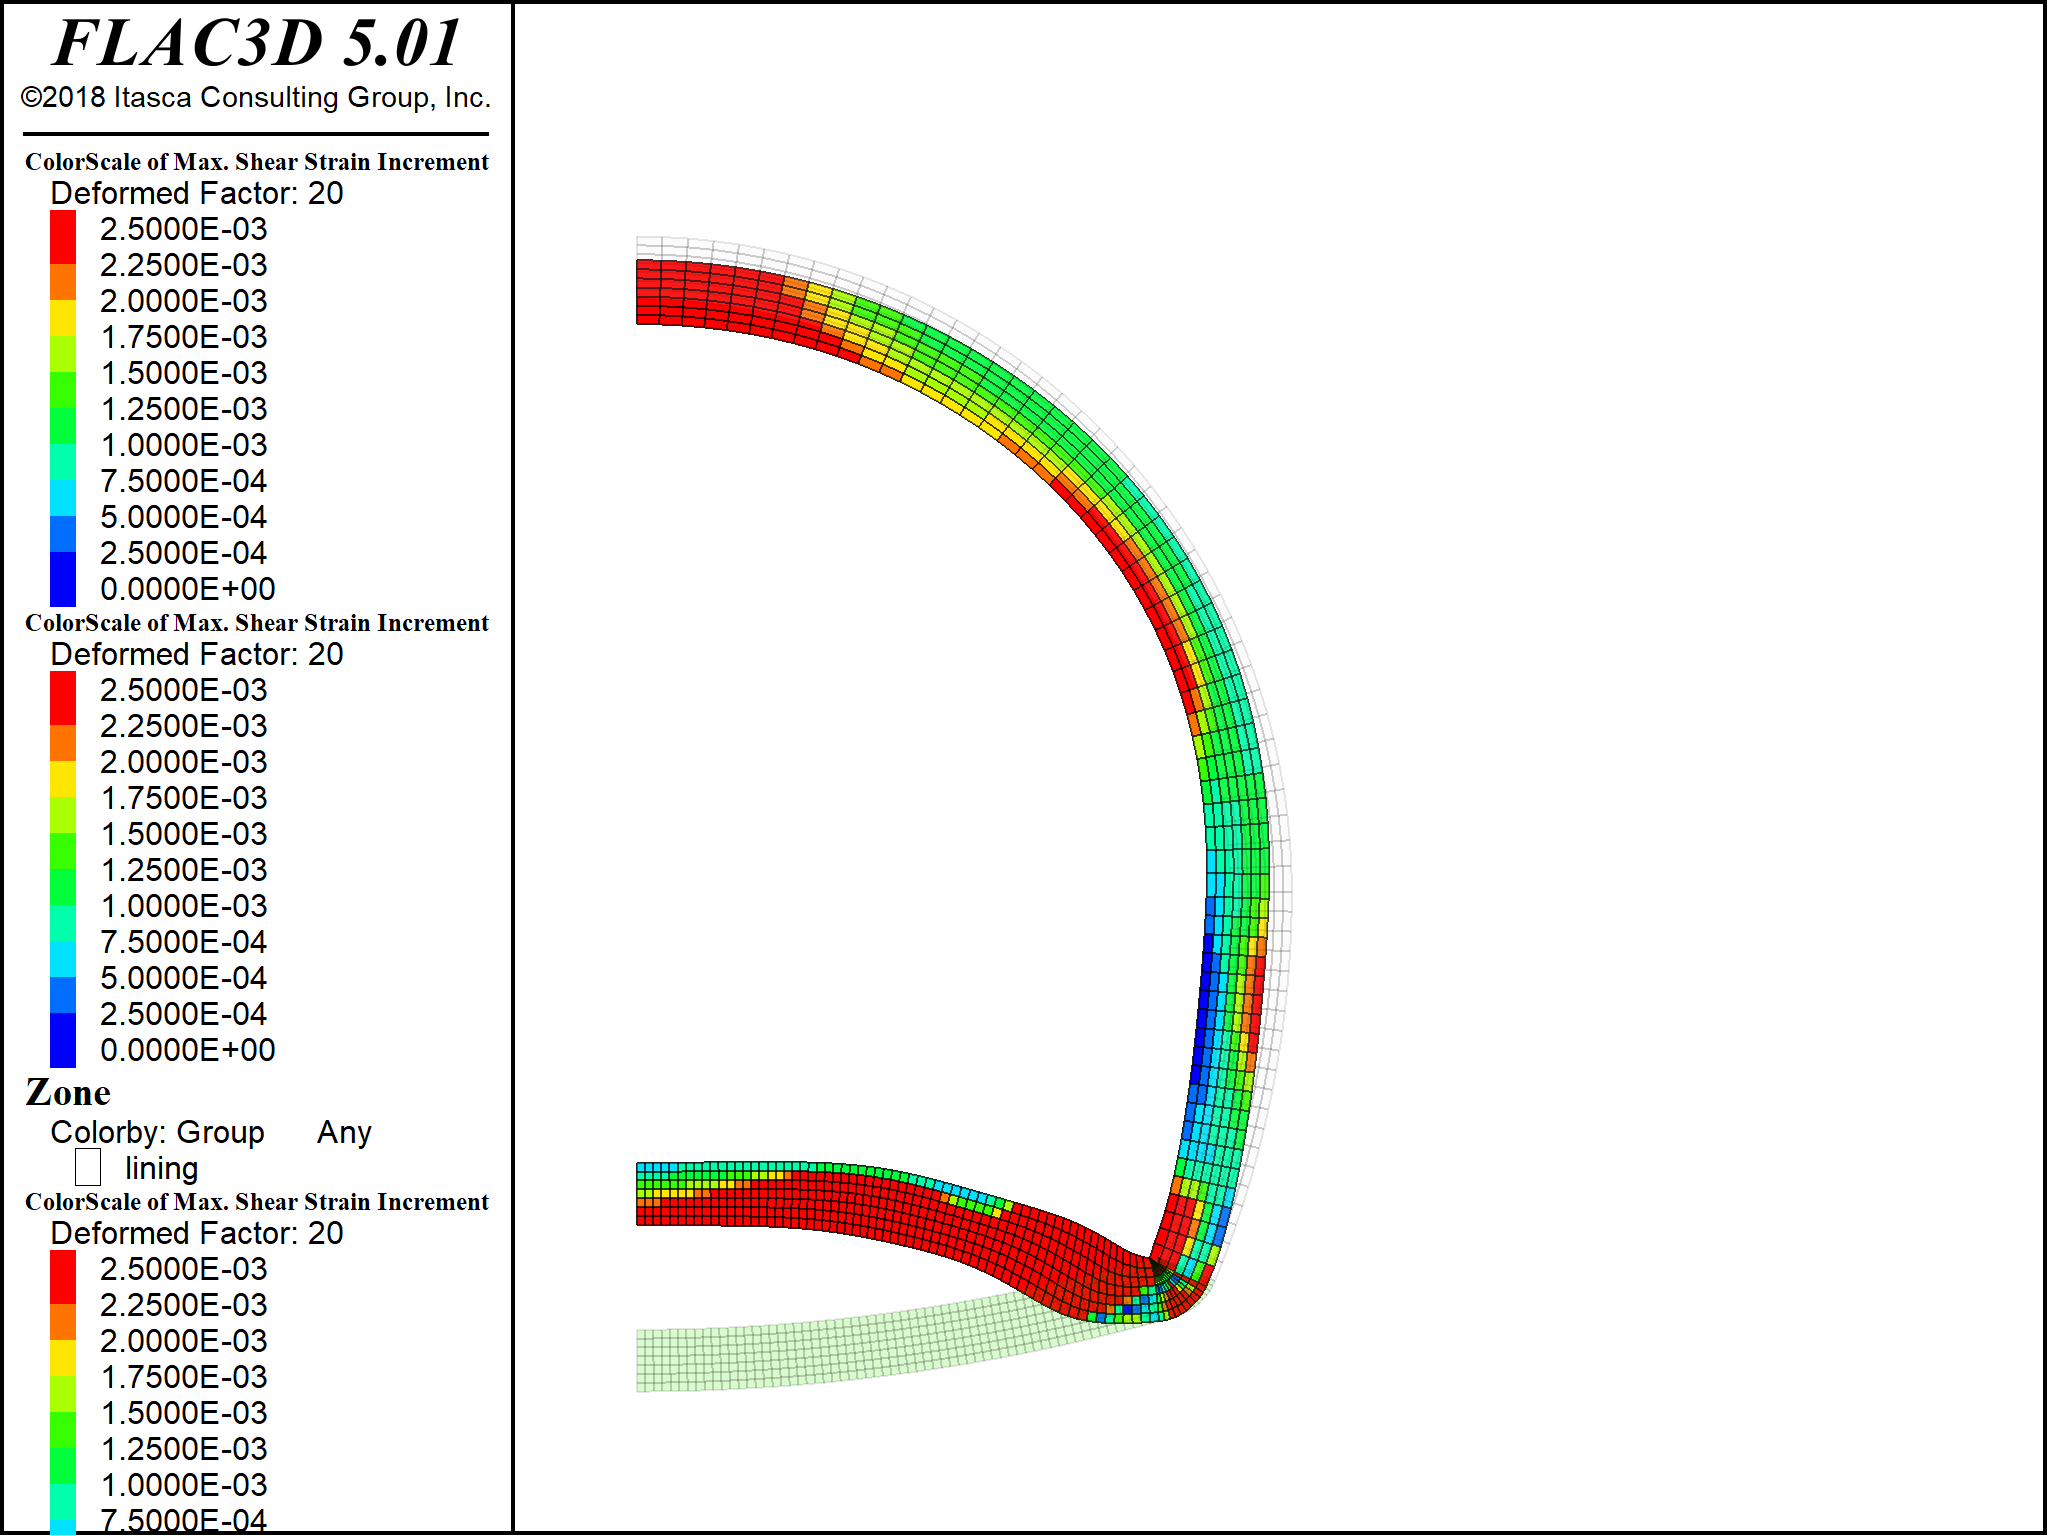 FLAC3D 5.01
©2018 Itasca Consulting Group, Inc.
ColorScale of Max. Shear Strain Increment
Deformed Factor: 20
2.5000E-03
2.2500E-03
2.0000E-03
1.7500E-03
1.5000E-03
1.2500E-03
1.0000E-03
7.5000E-04
5.0000E-04
2.5000E-04
0.0000E+00
ColorScale of Max. Shear Strain Increment
Deformed Factor: 20
2.5000E-03
2.2500E-03
2.0000E-03
1.7500E-03
1.5000E-03
1.2500E-03
1.0000E-03
7.5000E-04
5.0000E-04
2.5000E-04
0.0000E+00
Zone
Colorby: Group Any
lining
ColorScale of Max. Shear Strain Increment
Deformed Factor: 20
2.5000E-03
2.2500E-03
2.0000E-03
1.7500E-03
1.5000E-03
1.2500E-03
1.0000E-03
7.5000E-04